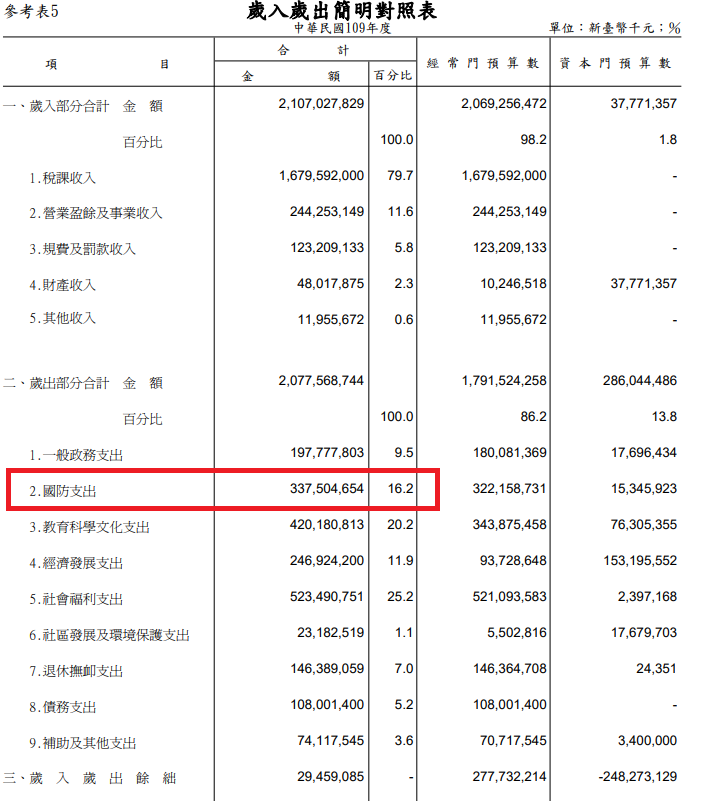 參考表5
歲入歲出簡明對照表
中華民國109年度
單位：新臺幣千元；％
項 目 合 計 經常門預算數 資本門預算數
金 額 百分比
一、歲入部分合計 金 額 2,107,027,829 2,069,256,472 37,771,357
百分比 100.0 98.2 1.8
1.稅課收入 1,679,592,000 79.7 1,679,592,000 -
2.營業盈餘及事業收入 244,253,149 11.6 244,253,149 -
3.規費及罰款收入 123,209,133 5.8 123,209,133 -
4.財產收入 48,017,875 2.3 10,246,518 37,771,357
5.其他收入 11,955,672 0.6 11,955,672 -
二、歲出部分合計 金 額 2,077,568,744 1,791,524,258 286,044,486
百分比 100.0 86.2 13.8
1.一般政務支出 197,777,803 9.5 180,081,369 17,696,434
2.國防支出 337,504,654 16.2 322,158,731 15,345,923
3.教育科學文化支出 420,180,813 20.2 343,875,458 76,305,355
4.經濟發展支出 246,924,200 11.9 93,728,648 153,195,552
5.社會福利支出 523,490,751 25.2 521,093,583 2,397,168
6.社區發展及環境保護支出 23,182,519 1.1 5,502,816 17,679,703
7.退休撫卹支出 146,389,059 7.0 146,364,708 24,351
8.債務支出 108,001,400 5.2 108,001,400 -
9.補助及其他支出 74,117,545 3.6 70,717,545 3,400,000
三、歲入歲出餘絀 29,459,085 - 277,732,214 -248,273,129